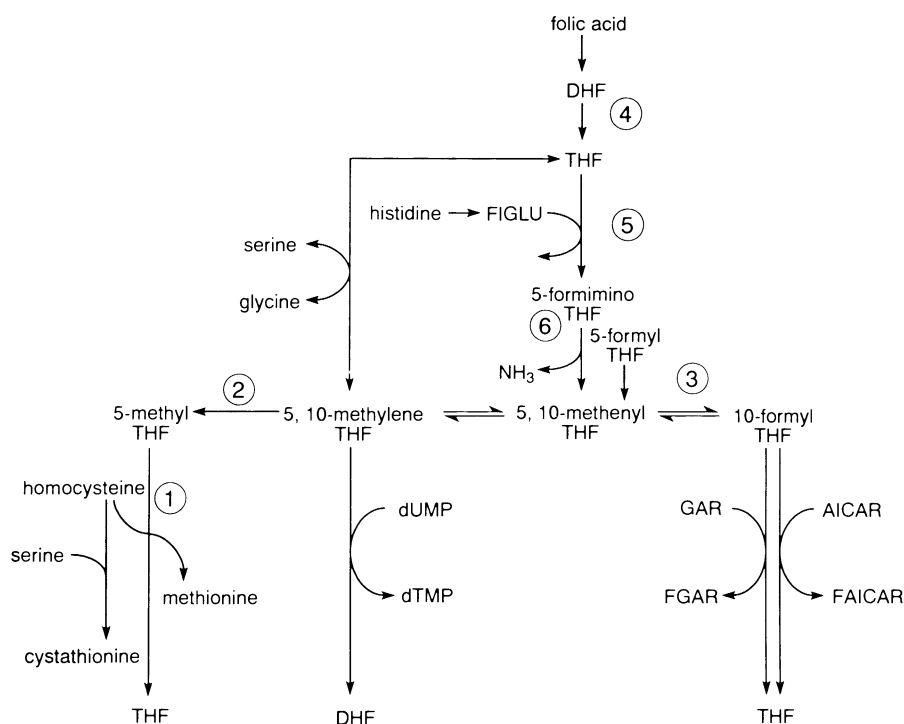 folic acid
DHF
④
THF
histidine
FIGLU
⑤
serine
glycine
5-formimino
THF
⑥
5-formyl
THF
NH₃
②
③
5-methyl
THF
5, 10-methylene
THF
5, 10-methenyl
THF
10-formyl
THF
homocysteine
①
dUMP
GAR
AICAR
serine
methionine
dTMP
FGAR
FAICAR
cystathionine
THF
DHF
THF